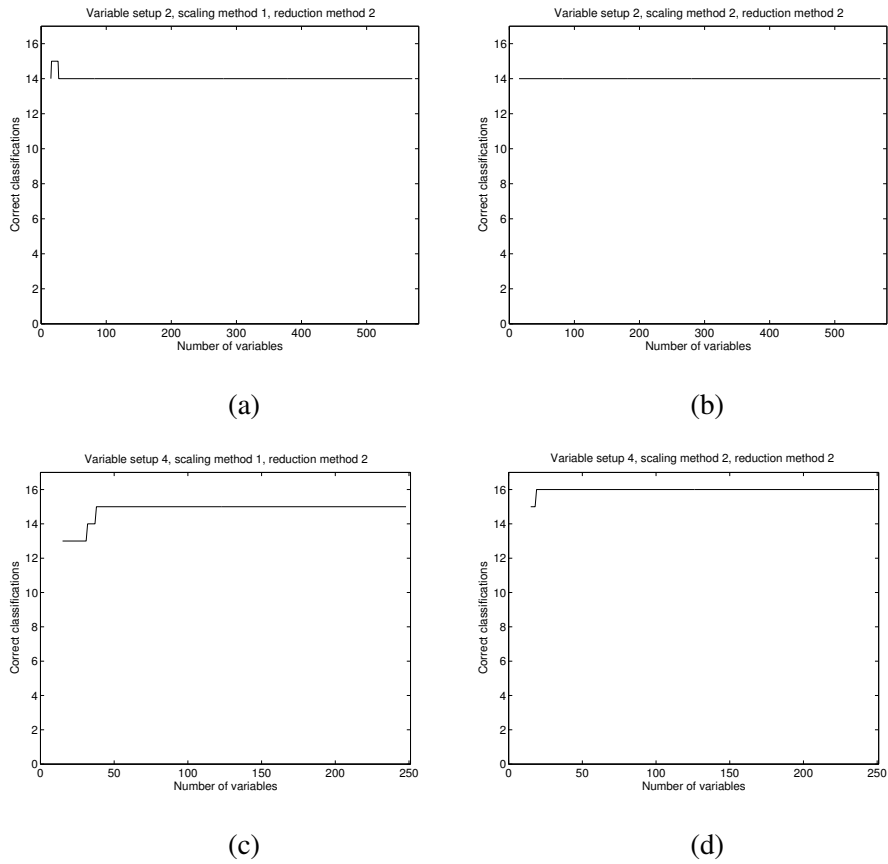 Variable setup 2, scaling method 1, reduction method 2
16
14
12
10
8
6
4
2
0
Correct classifications
0 100 200 300 400 500
Number of variables
(a)
Variable setup 2, scaling method 2, reduction method 2
16
14
12
10
8
6
4
2
0
Correct classifications
0 100 200 300 400 500
Number of variables
(b)
Variable setup 4, scaling method 1, reduction method 2
16
14
12
10
8
6
4
2
0
Correct classifications
0 50 100 150 200 250
Number of variables
(c)
Variable setup 4, scaling method 2, reduction method 2
16
14
12
10
8
6
4
2
0
Correct classifications
0 50 100 150 200 250
Number of variables
(d)